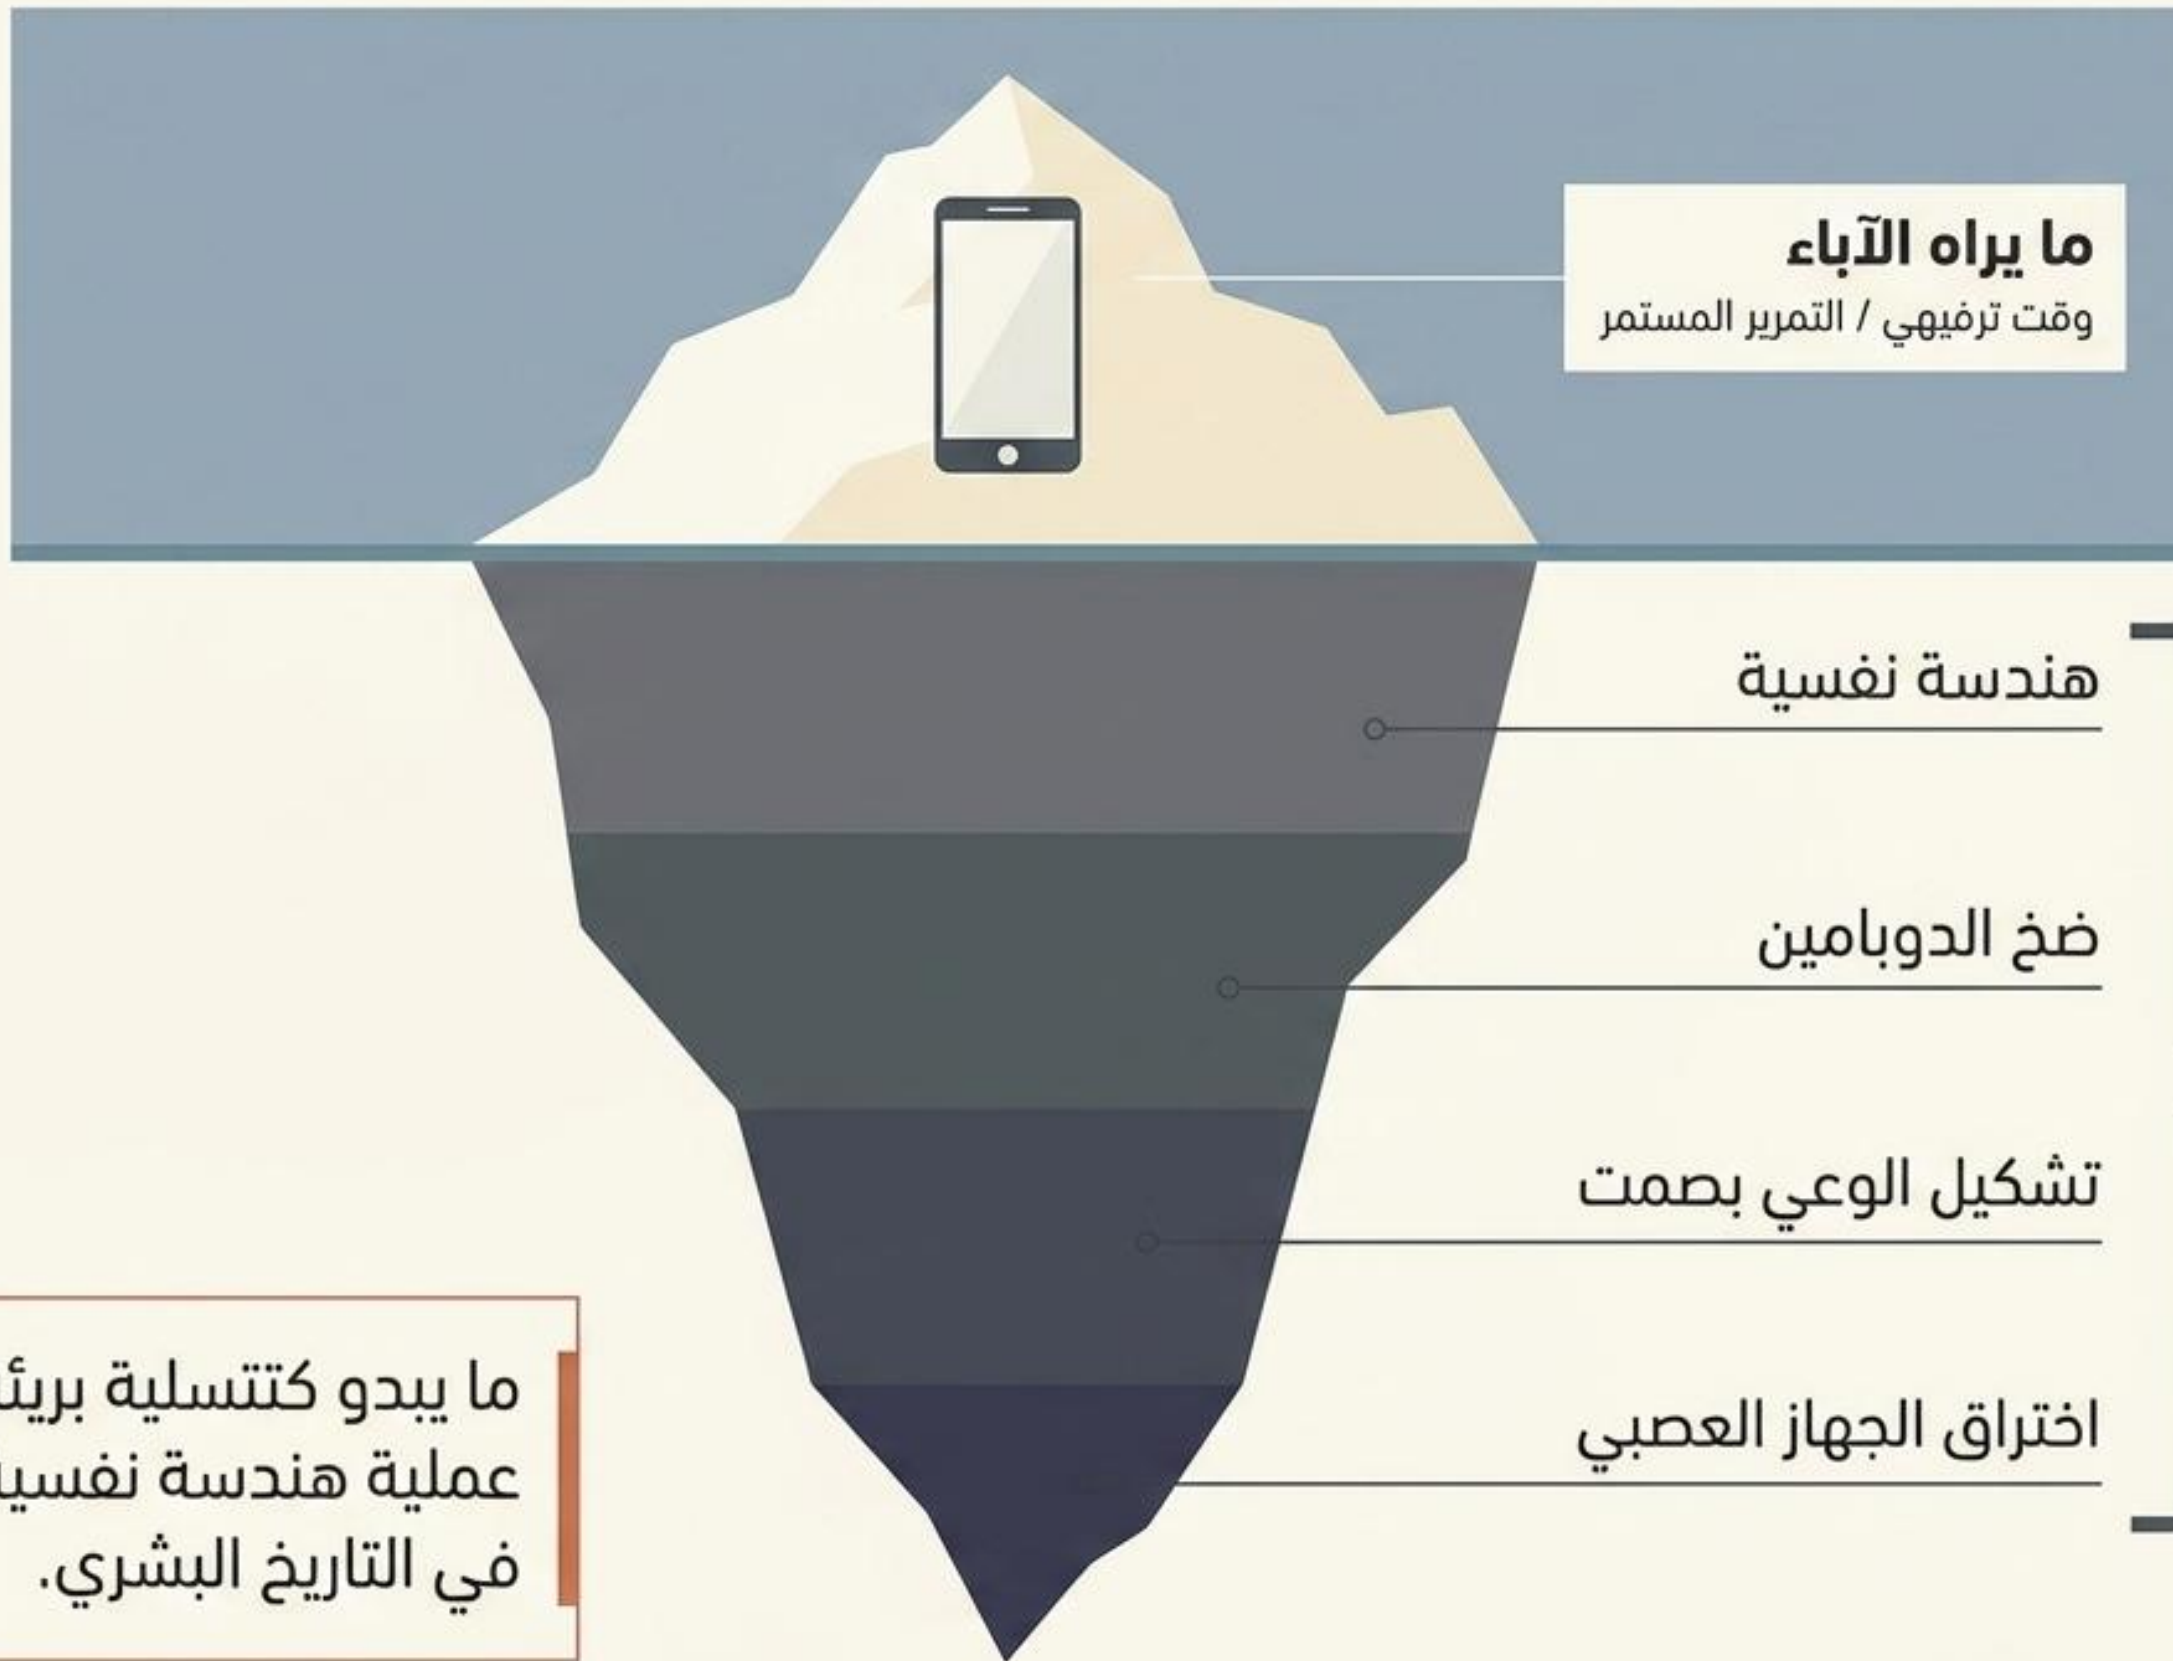 ما يراه الآباء
وقت ترفيهي / التمرير المستمر
هندسة نفسية
ضخ الدوبامين
تشكيل الوعي بصمت
اختراق الجهاز العصبي
ما يبدو كتتسلية
عملية هندسة
في التاريخ البشري.